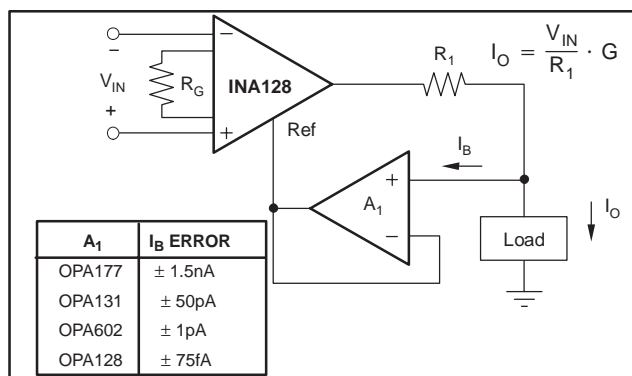 −
V_IN
+
R_G
−
INA128
+
Ref
R_1
I_O = V_IN / R_1 · G
I_B
+
A_1
−
I_O
Load
A_1 I_B ERROR
OPA177 ± 1.5nA
OPA131 ± 50pA
OPA602 ± 1pA
OPA128 ± 75fA